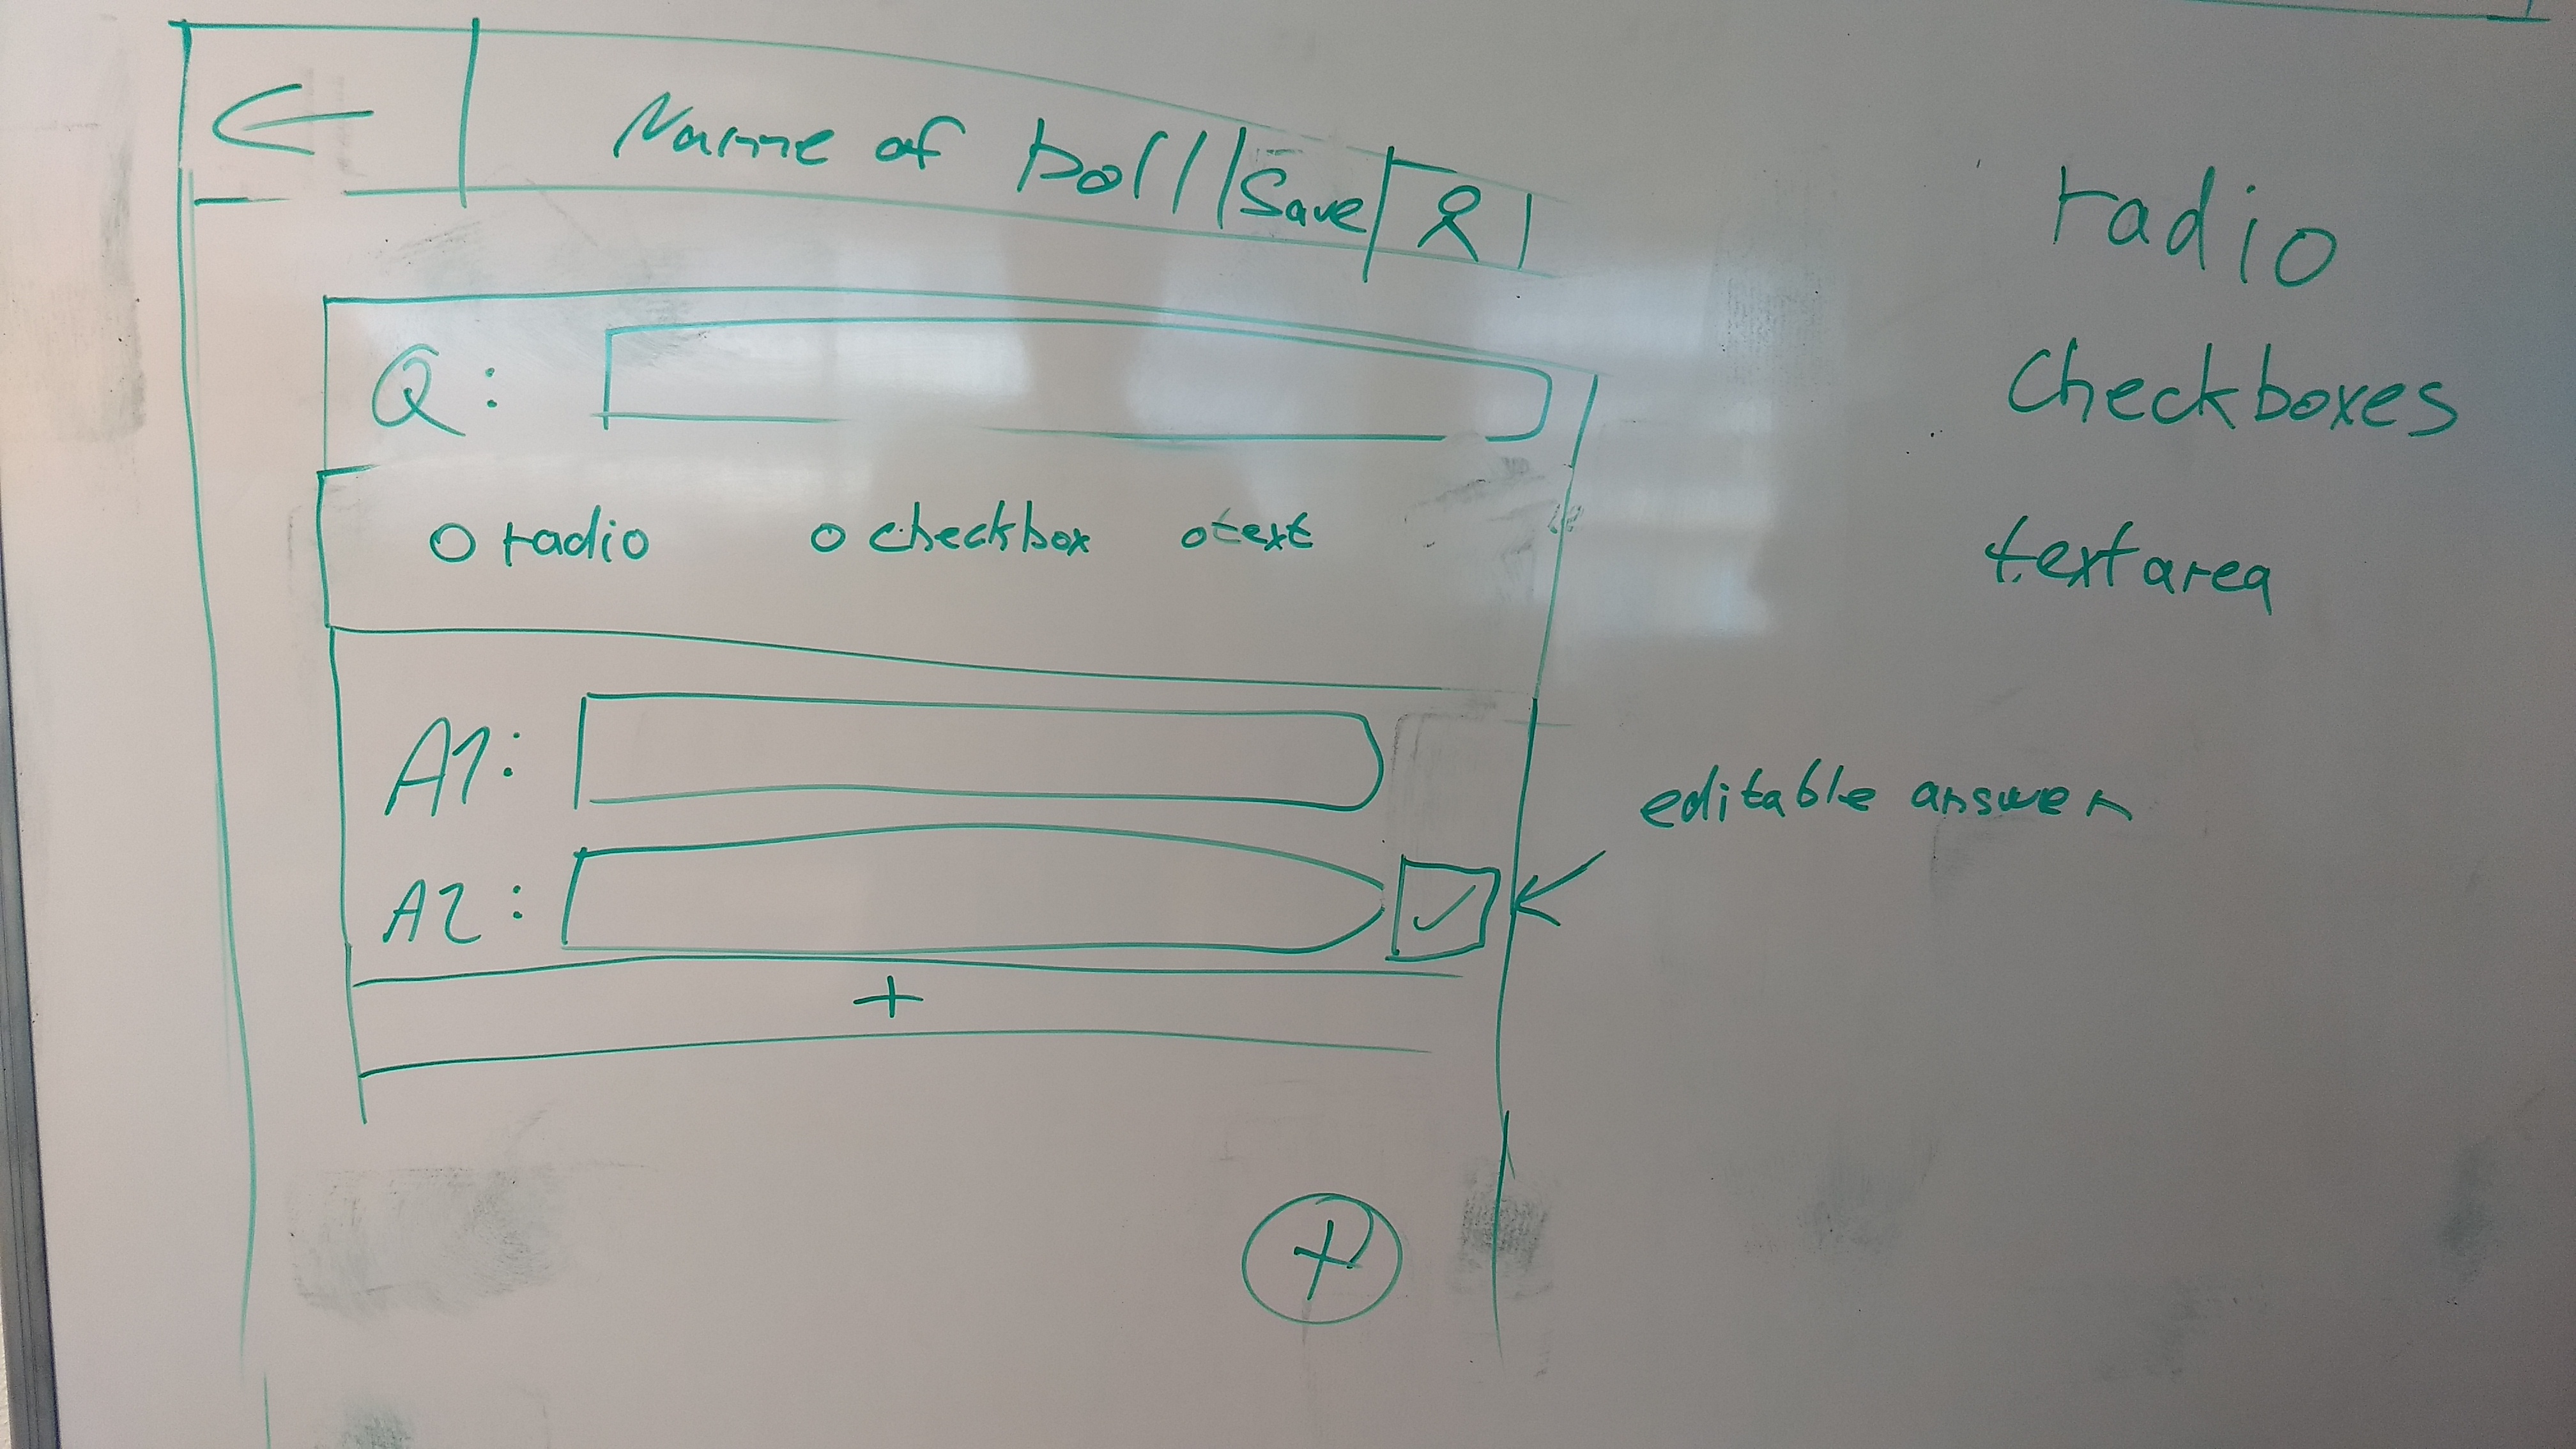 Name of poll Save
Q:
radio checkbox text
A1:
A2:
+
+
radio
checkboxes
textarea
editable answer